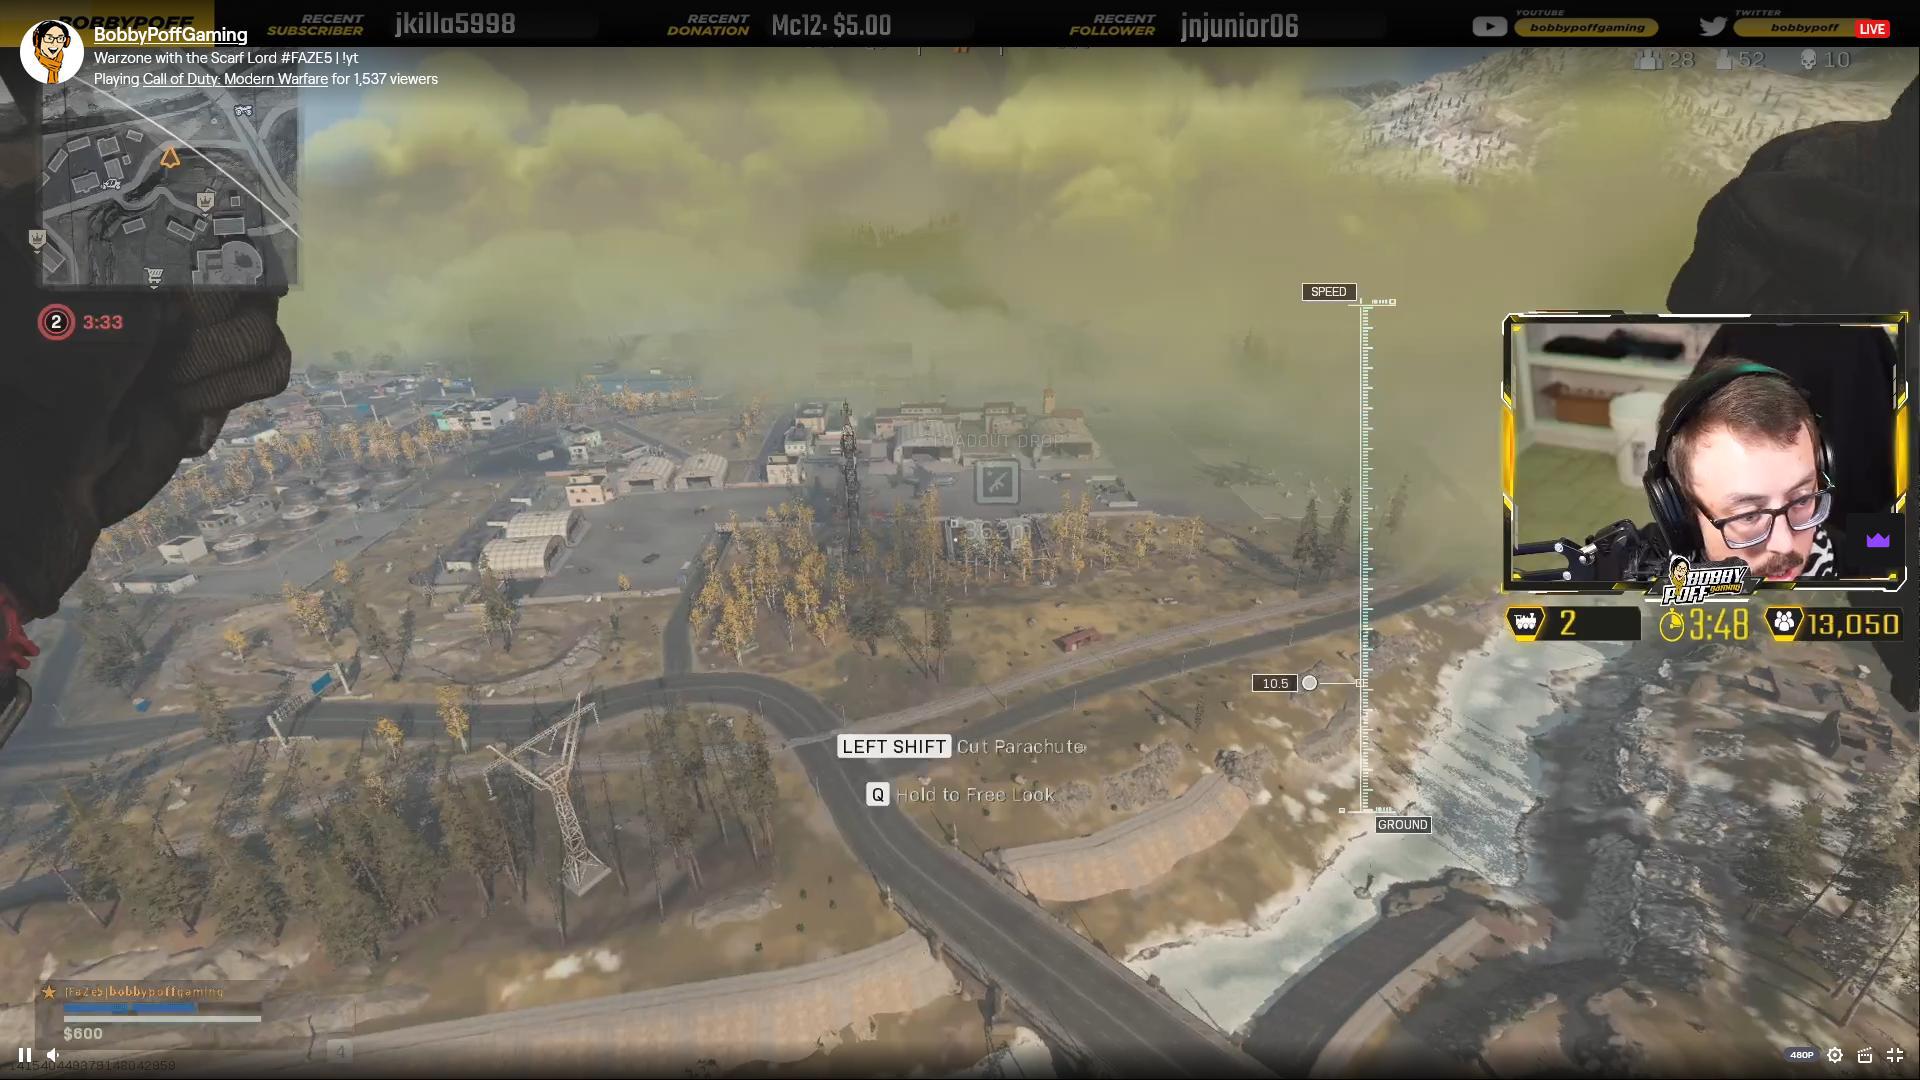 BOBBYPOFF
RECENT SUBSCRIBER
jkilla5998
RECENT DONATION
Mc12: $5.00
RECENT FOLLOWER
jnjunior06
YOUTUBE
bobbypoffgaming
TWITTER
bobbypoff
LIVE
BobbyPoffGaming
Warzone with the Scarf Lord #FAZE5 | !yt
Playing Call of Duty: Modern Warfare for 1,537 viewers
28 52 10
2 3:33
SPEED
LOADOUT DROP
10.5
LEFT SHIFT Cut Parachute
Q Hold to Free Look
GROUND
BOBBY
POFF gaming
2 3:48 13,050
[FaZe5]bobbypoffgaming
$600
4
480P